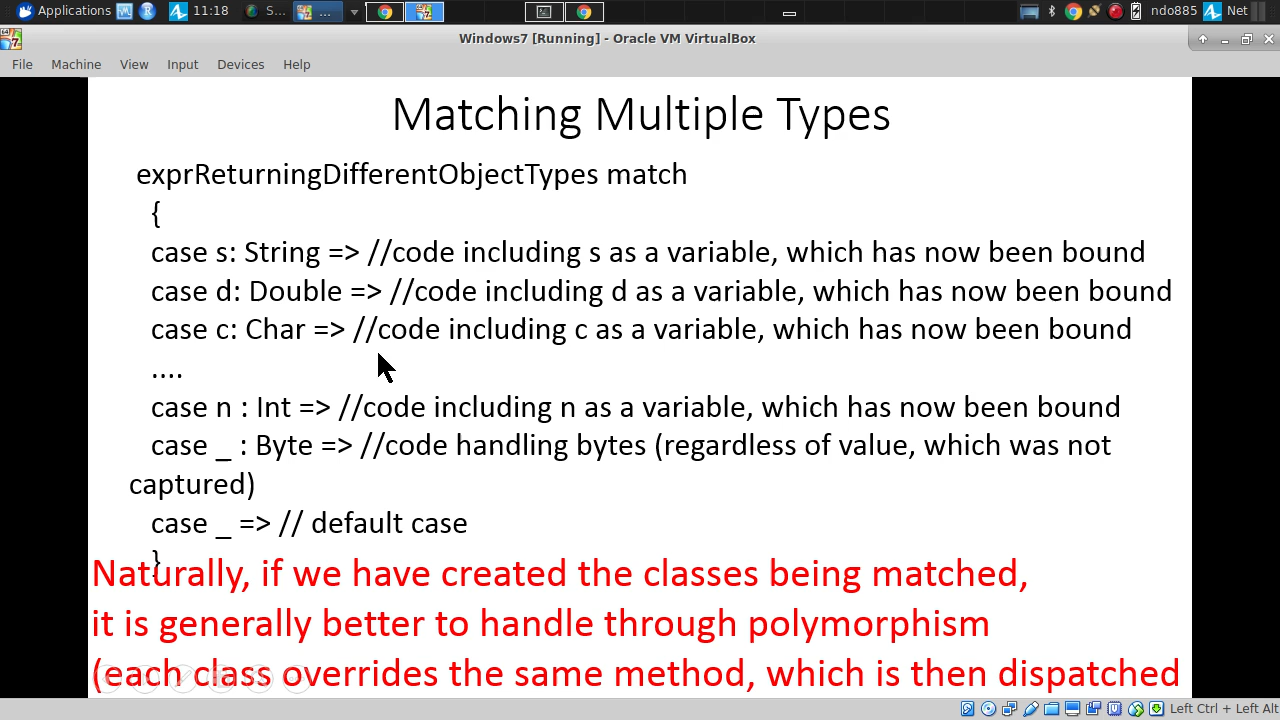 Applications 11:18 S... ... ndo885 Net
Windows7 [Running] - Oracle VM VirtualBox
File Machine View Input Devices Help
Matching Multiple Types
exprReturningDifferentObjectTypes match
{
case s: String => //code including s as a variable, which has now been bound
case d: Double => //code including d as a variable, which has now been bound
case c: Char => //code including c as a variable, which has now been bound
....
case n : Int => //code including n as a variable, which has now been bound
case _ : Byte => //code handling bytes (regardless of value, which was not
captured)
case _ => // default case
}
Naturally, if we have created the classes being matched,
it is generally better to handle through polymorphism
(each class overrides the same method, which is then dispatched
Left Ctrl + Left Alt